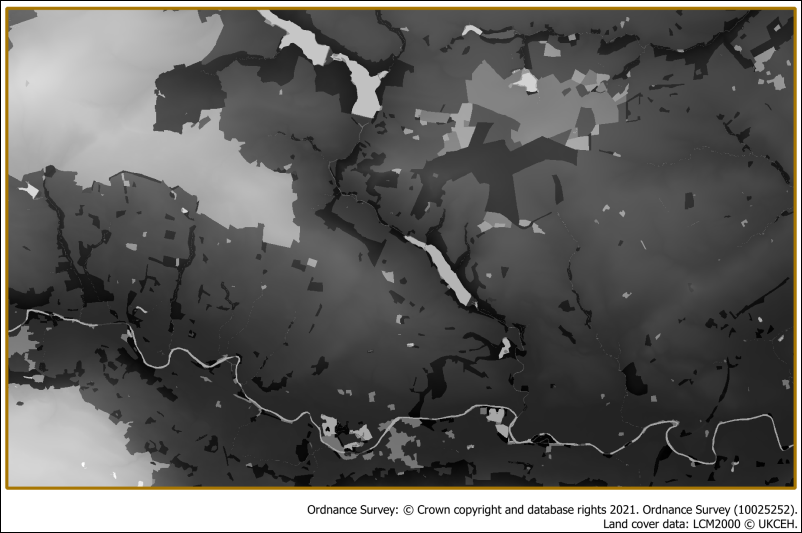 Ordnance Survey: © Crown copyright and database rights 2021. Ordnance Survey (10025252).
Land cover data: LCM2000 © UKCEH.